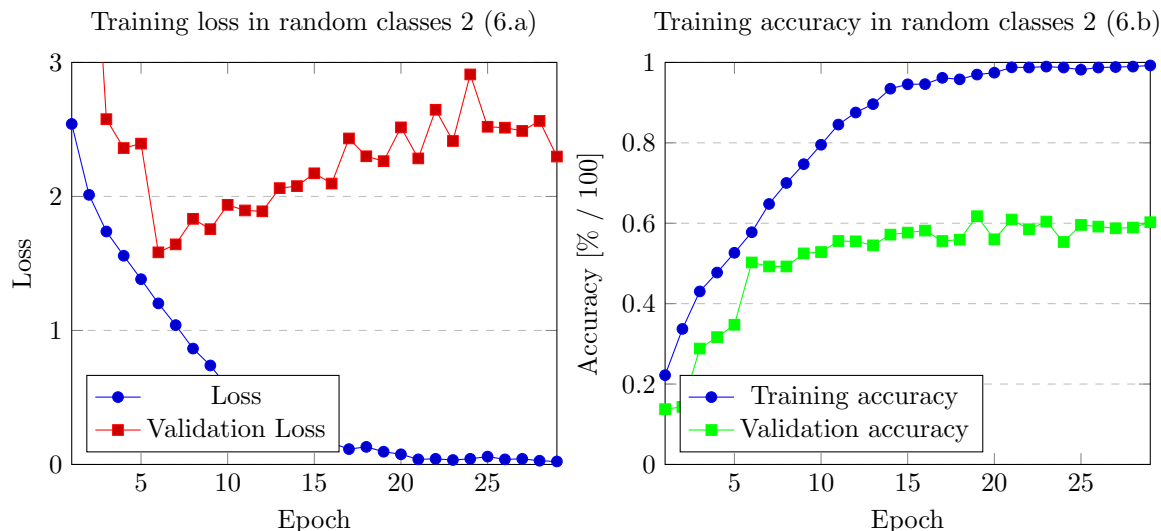 Training loss in random classes 2 (6.a)
3
2
1
0
5
10
15
20
25
Loss
Epoch
Loss
Validation Loss
Training accuracy in random classes 2 (6.b)
1
0.8
0.6
0.4
0.2
0
5
10
15
20
25
Accuracy [% / 100]
Epoch
Training accuracy
Validation accuracy